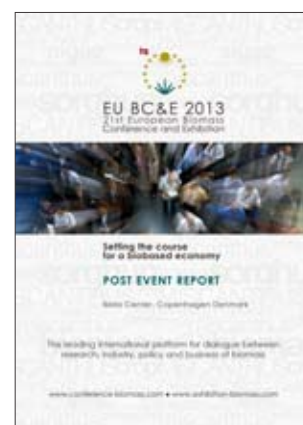 EU BC&E 2013
21st European Biomass
Conference and Exhibition
Setting the course
for a biobased economy
POST EVENT REPORT
Bella Center, Copenhagen Denmark
The leading international platform for dialogue between
research, industry, policy and business of biomass
www.conference-biomass.com • www.exhibition-biomass.com